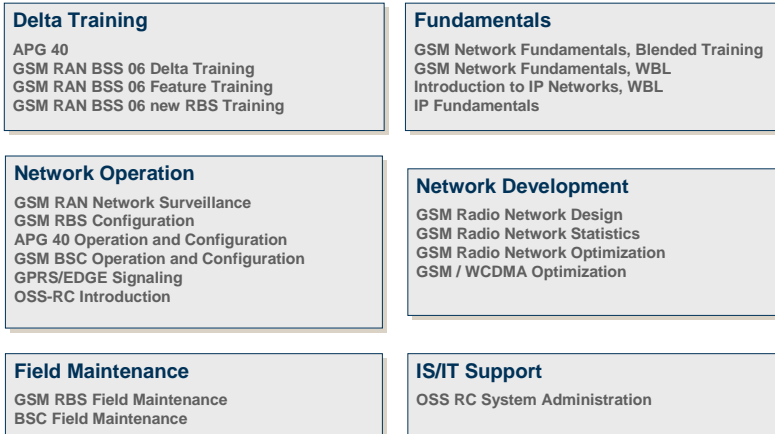 Delta Training
APG 40
GSM RAN BSS 06 Delta Training
GSM RAN BSS 06 Feature Training
GSM RAN BSS 06 new RBS Training
Fundamentals
GSM Network Fundamentals, Blended Training
GSM Network Fundamentals, WBL
Introduction to IP Networks, WBL
IP Fundamentals
Network Operation
GSM RAN Network Surveillance
GSM RBS Configuration
APG 40 Operation and Configuration
GSM BSC Operation and Configuration
GPRS/EDGE Signaling
OSS-RC Introduction
Network Development
GSM Radio Network Design
GSM Radio Network Statistics
GSM Radio Network Optimization
GSM / WCDMA Optimization
Field Maintenance
GSM RBS Field Maintenance
BSC Field Maintenance
IS/IT Support
OSS RC System Administration